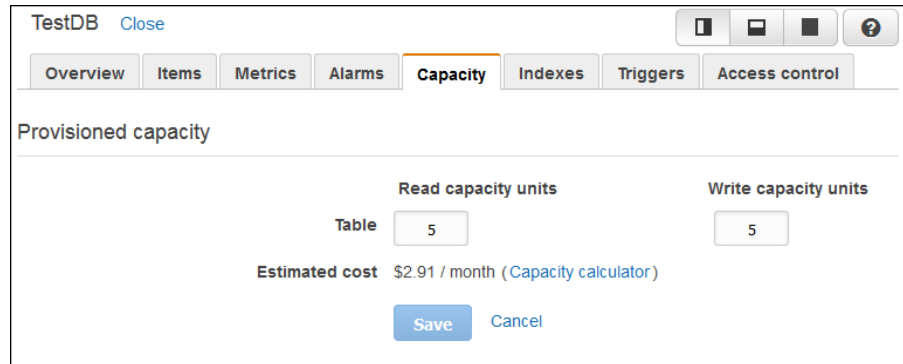 TestDB Close
Overview Items Metrics Alarms Capacity Indexes Triggers Access control
Provisioned capacity
Read capacity units Write capacity units
Table 5 5
Estimated cost $2.91 / month (Capacity calculator)
Save Cancel